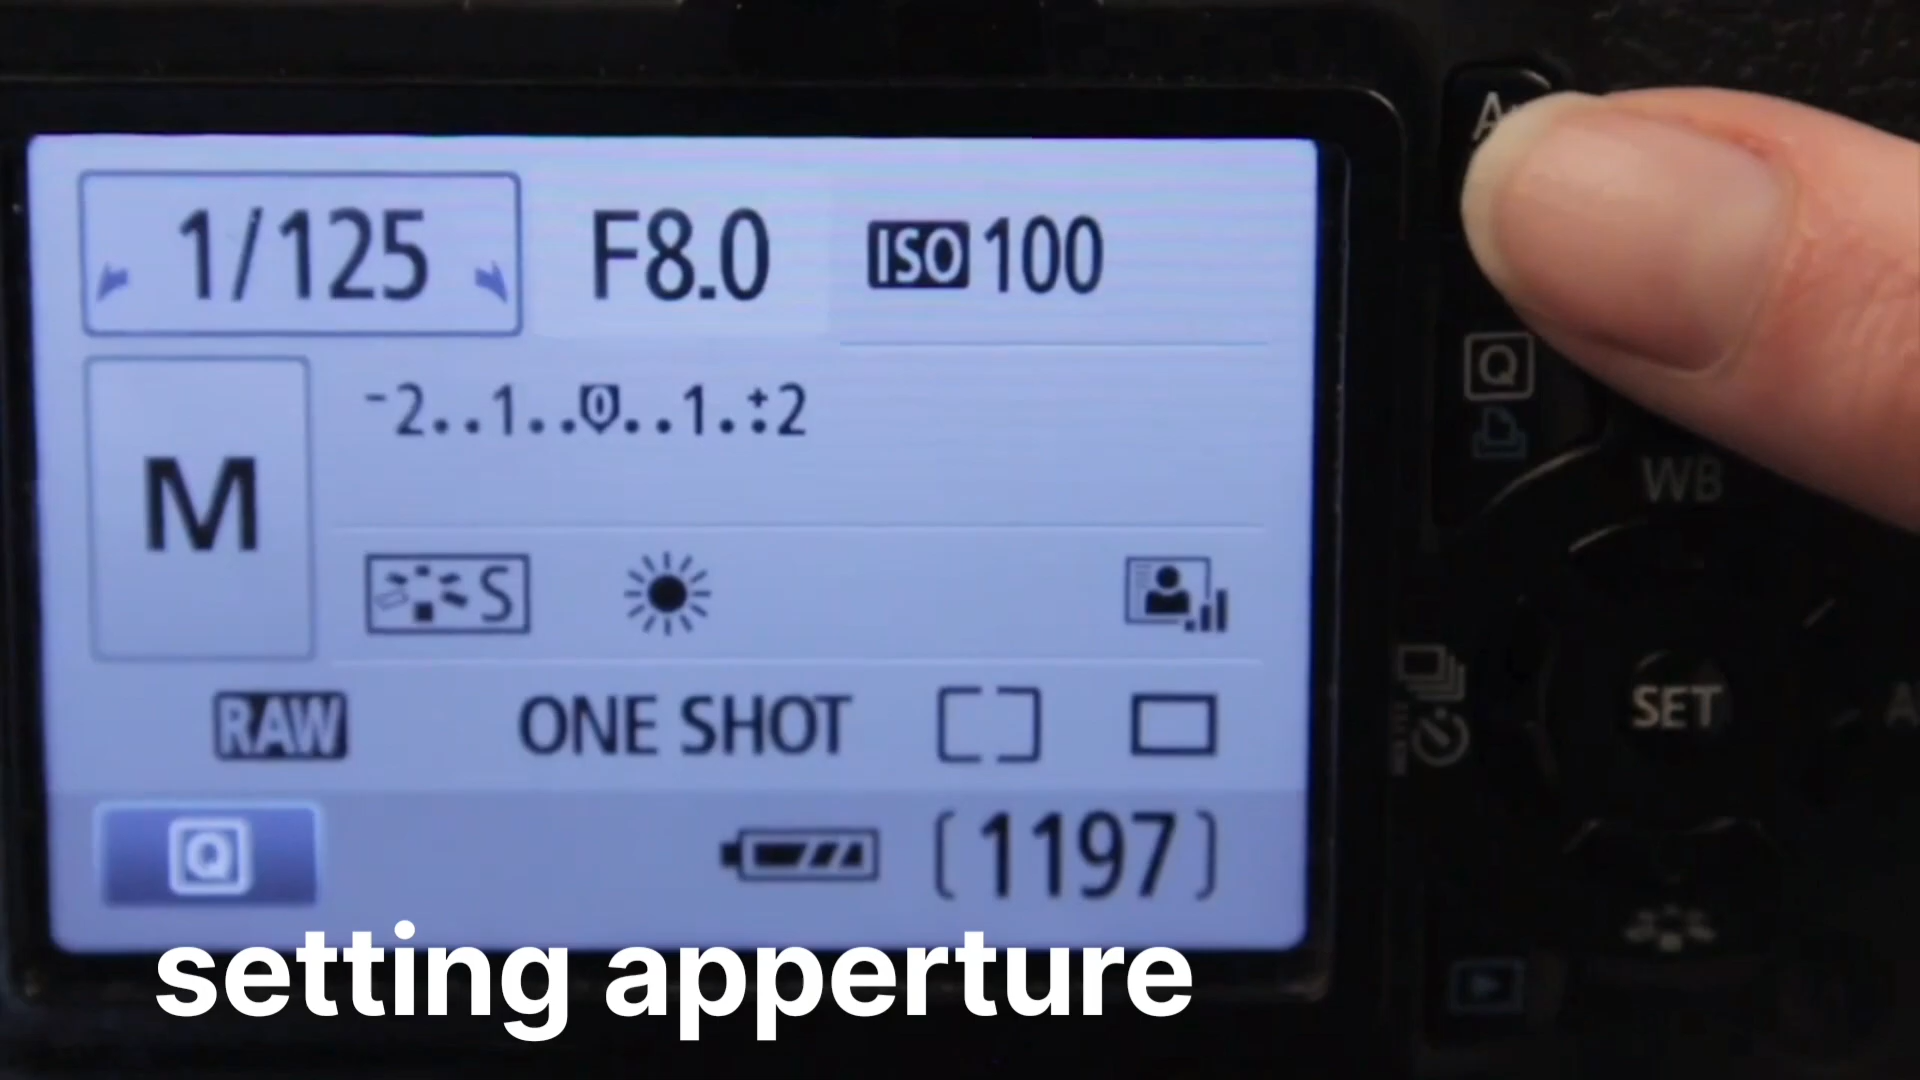 1/125 F8.0 ISO 100
-2..1..0..1..+2
M
S
RAW ONE SHOT
Q [1197]
Q
WB
SET
setting apperture